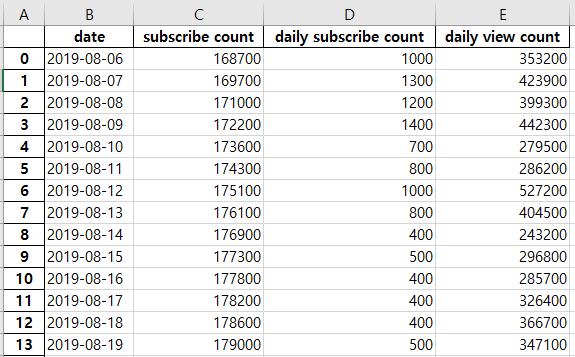 A B C D E
date subscribe count daily subscribe count daily view count
0 2019-08-06 168700 1000 353200
1 2019-08-07 169700 1300 423900
2 2019-08-08 171000 1200 399300
3 2019-08-09 172200 1400 442300
4 2019-08-10 173600 700 279500
5 2019-08-11 174300 800 286200
6 2019-08-12 175100 1000 527200
7 2019-08-13 176100 800 404500
8 2019-08-14 176900 400 243200
9 2019-08-15 177300 500 296800
10 2019-08-16 177800 400 285700
11 2019-08-17 178200 400 326400
12 2019-08-18 178600 400 366700
13 2019-08-19 179000 500 347100